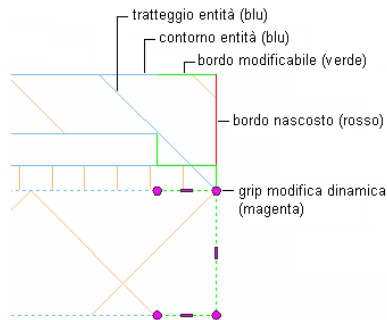 tratteggio entità (blu)
contorno entità (blu)
bordo modificabile (verde)
bordo nascosto (rosso)
grip modifica dinamica
(magenta)